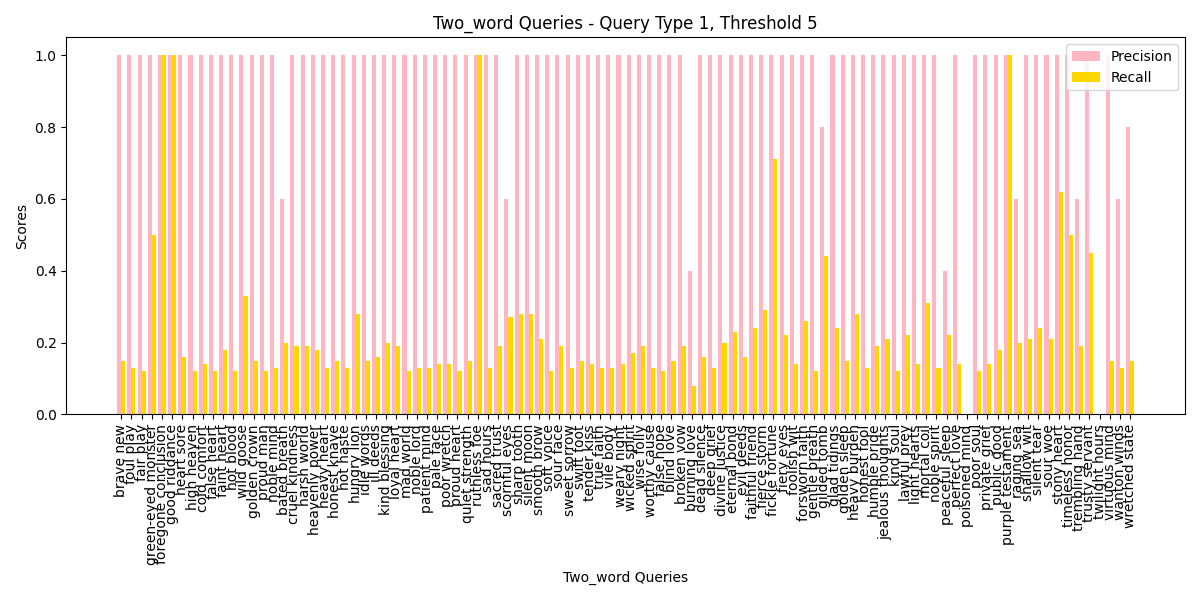 Two_word Queries - Query Type 1, Threshold 5
Precision
Recall
Scores
1.0
0.8
0.6
0.4
0.2
0.0
brave new
foul play
fair play
green-eyed monster
foregone conclusion
good riddance
heart sore
high heaven
cold comfort
fake heart
faint heart
hot blood
wild goose
golden crown
proud man
noble mind
bated breath
cruel kindness
harsh world
heavenly power
heavy heart
honest knave
hot haste
hungry lion
idle words
ill deeds
kind blessing
loyal heart
mad world
noble lord
patient mind
pale face
poor wretch
proud heart
quiet strength
ruthless foe
sad hours
sacred trust
scornful eyes
sharp tooth
silent moon
smooth brow
soft voice
sour face
sweet sorrow
swift foot
tender kiss
true faith
vile body
weary night
wicked spirit
wise folly
worthy cause
false hope
blind love
broken vow
burning love
dead silence
deep grief
divine justice
eternal bond
evil deeds
faithful friend
fierce storm
fickle fortune
fiery eyes
foolish wit
forsworn faith
gentle breath
gilded tomb
glad tidings
golden sleep
heavy burden
honest fool
humble pride
jealous thoughts
kind soul
lawful prey
light hearts
mortal coil
noble spirit
peaceful sleep
perfect love
poisoned mind
poor soul
private grief
public good
purple testament
raging sea
shallow wit
silent tear
sour woe
stony heart
timeless honor
trembling hand
trusty servant
twilight hours
virtuous mind
wanton wind
wretched state
Two_word Queries